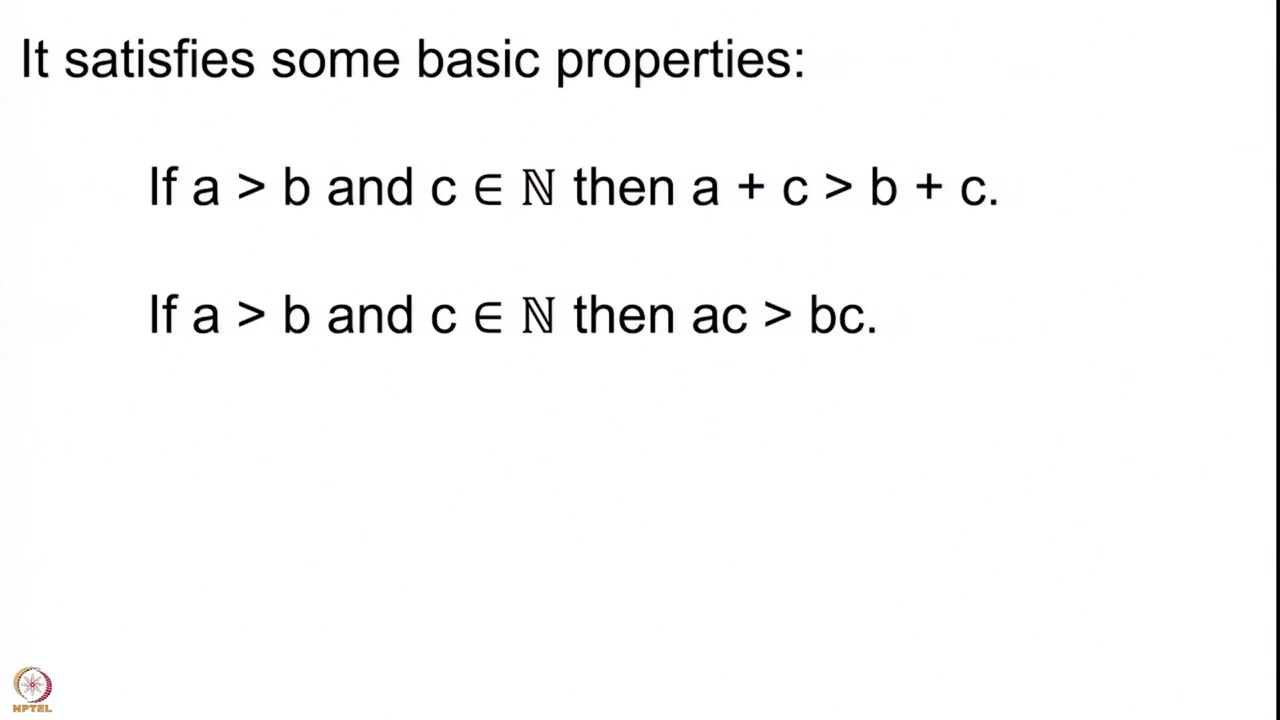 It satisfies some basic properties:
If a > b and c ∈ ℕ then a + c > b + c.
If a > b and c ∈ ℕ then ac > bc.
NPTEL